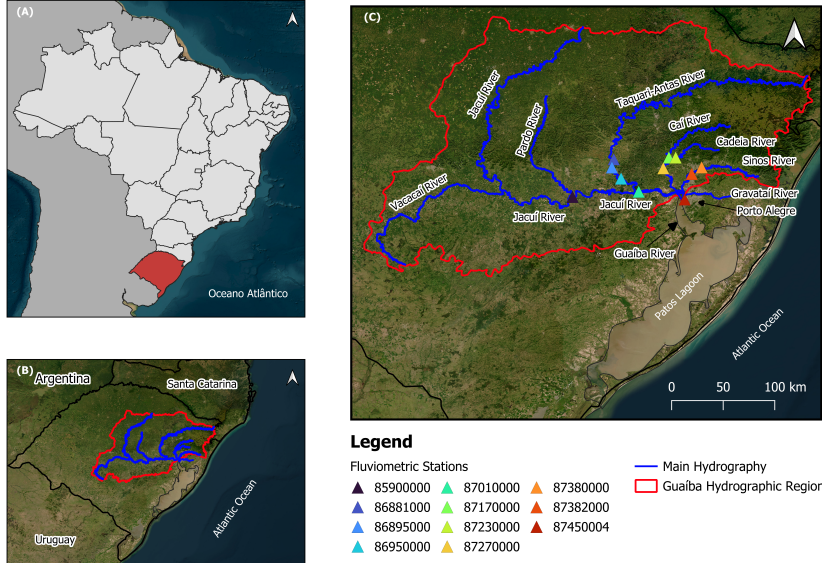 (A)
Oceano Atlântico
(B)
Argentina
Santa Catarina
Atlantic Ocean
Uruguay
(C)
Jacuí River
Pardo River
Taquari-Antas River
Caí River
Cadeia River
Sinos River
Vacacaí River
Gravataí River
Jacuí River
Jacuí River
Porto Alegre
Guaíba River
Patos Lagoon
Atlantic Ocean
0 50 100 km
Legend
Fluviometric Stations
85900000
86881000
86895000
86950000
87010000
87170000
87230000
87270000
87380000
87382000
87450004
Main Hydrography
Guaíba Hydrographic Region